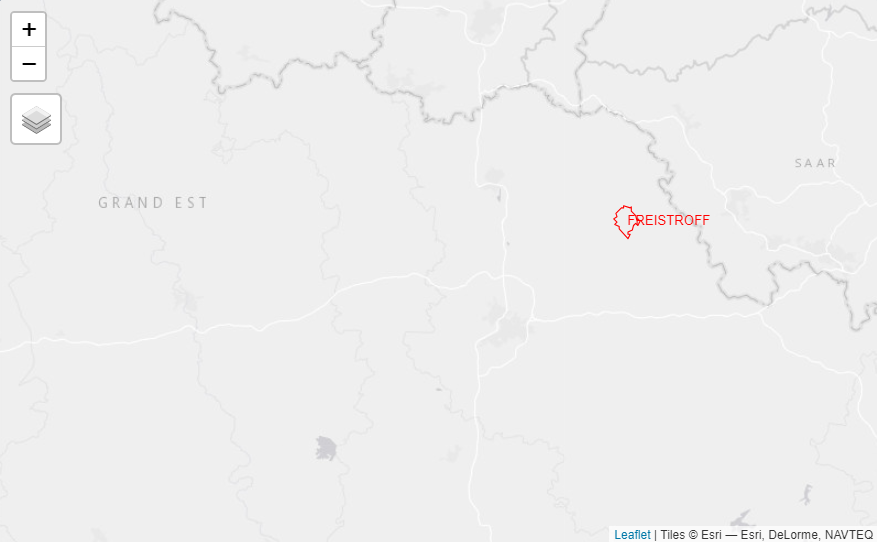 +
−
SAAR
GRAND EST
FREISTROFF
Leaflet | Tiles © Esri — Esri, DeLorme, NAVTEQ